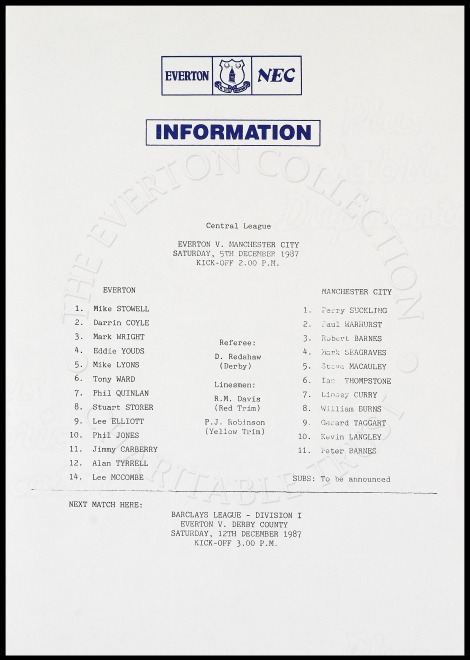 EVERTON NEC
INFORMATION
Central League
EVERTON V. MANCHESTER CITY
SATURDAY, 5TH DECEMBER 1987
KICK-OFF 2.00 P.M.
EVERTON
1. Mike STOWELL
2. Darrin COYLE
3. Mark WRIGHT
4. Eddie YOUDS
5. Mike LYONS
6. Tony WARD
7. Phil QUINLAN
8. Stuart STORER
9. Lee ELLIOTT
10. Phil JONES
11. Jimmy CARBERRY
12. Alan TYRRELL
14. Lee MCCOMBE
Referee:
D. Redshaw
(Derby)
Linesmen:
R.M. Davis
(Red Trim)
P.J. Robinson
(Yellow Trim)
MANCHESTER CITY
1. Perry SUCKLING
2. Paul WARHURST
3. Robert BARNES
4. Mark SEAGRAVES
5. Steve MACAULEY
6. Ian THOMPSTONE
7. Linsey CURRY
8. William BURNS
9. Gerard TAGGART
10. Kevin LANGLEY
11. Peter BARNES
SUBS: To be announced
NEXT MATCH HERE:
BARCLAYS LEAGUE - DIVISION I
EVERTON V. DERBY COUNTY
SATURDAY, 12TH DECEMBER 1987
KICK-OFF 3.00 P.M.
THE EVERTON COLLECTION
CHARITABLE TRUST